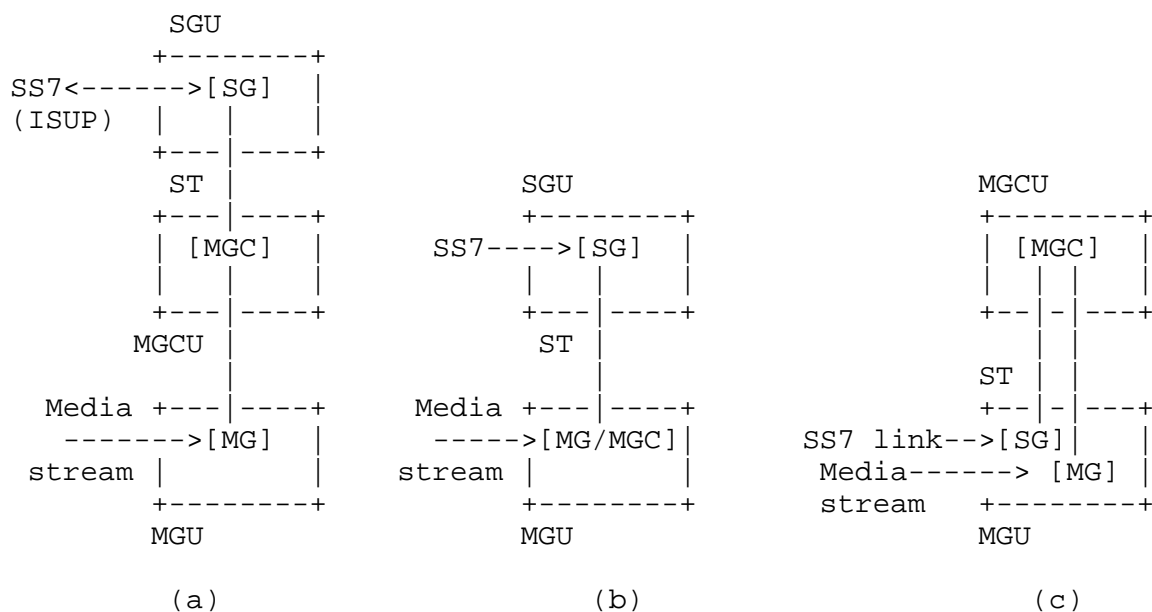 SGU
         +--------+
SS7<------>[SG]   |
(ISUP)   |   |    |
         +---|----+
          ST |                     SGU                        MGCU
         +---|----+                +--------+                +--------+
         | [MGC]  |          SS7---->[SG]   |                | [MGC]  |
         |   |    |                |   |    |                |  | |   |
         +---|----+                +---|----+                +--|-|---+
        MGCU |                      ST |                        | |
             |                         |                     ST | |
   Media +---|----+          Media +---|----+                +--|-|---+
    ------->[MG]  |           ----->[MG/MGC]|      SS7 link-->[SG]|   |
  stream |        |         stream |        |       Media------> [MG] |
         +--------+                +--------+       stream   +--------+
         MGU                       MGU                       MGU
          (a)                       (b)                        (c)